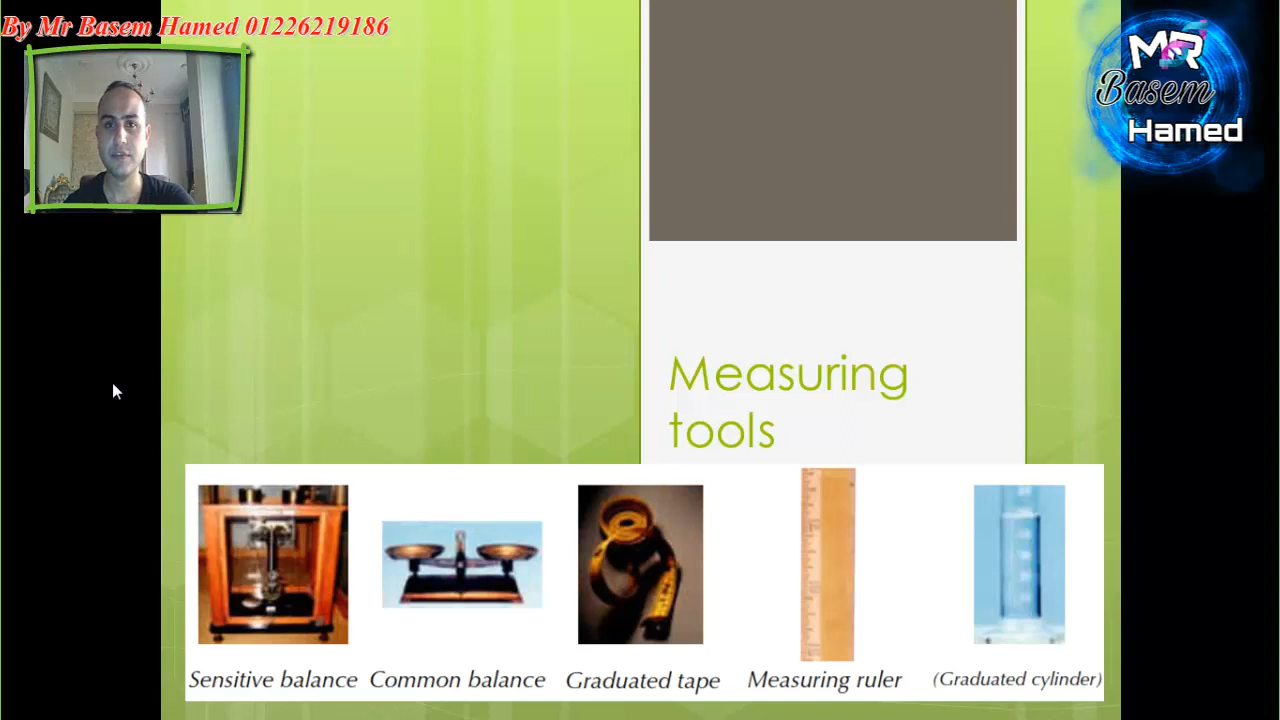 By Mr Basem Hamed 01226219186
MR
Basem
Hamed
Measuring
tools
Sensitive balance
Common balance
Graduated tape
Measuring ruler
(Graduated cylinder)